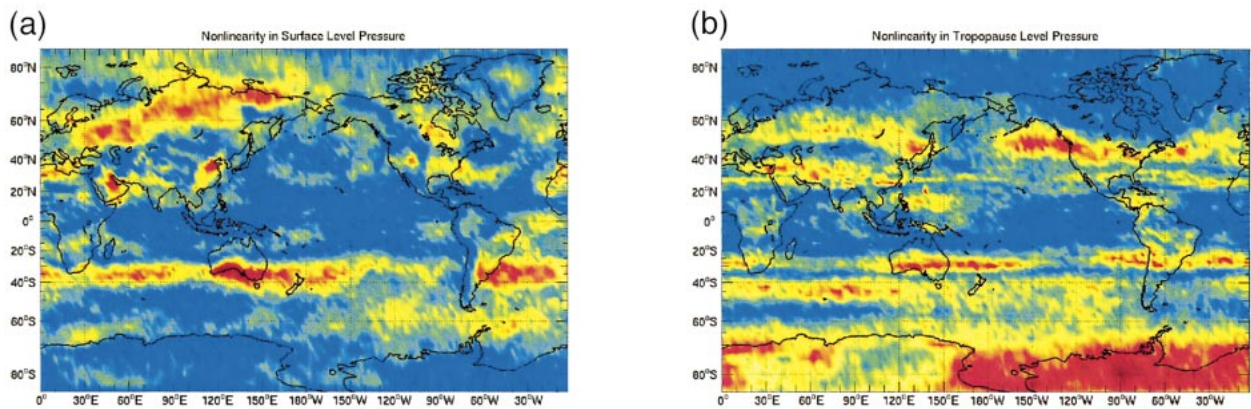 (a)
Nonlinearity in Surface Level Pressure
80°N
60°N
40°N
20°N
0°
20°S
40°S
60°S
80°S
0° 30°E 60°E 90°E 120°E 150°E 180°W 150°W 120°W 90°W 60°W 30°W
(b)
Nonlinearity in Tropopause Level Pressure
80°N
60°N
40°N
20°N
0°
20°S
40°S
60°S
80°S
0° 30°E 60°E 90°E 120°E 150°E 180°W 150°W 120°W 90°W 60°W 30°W